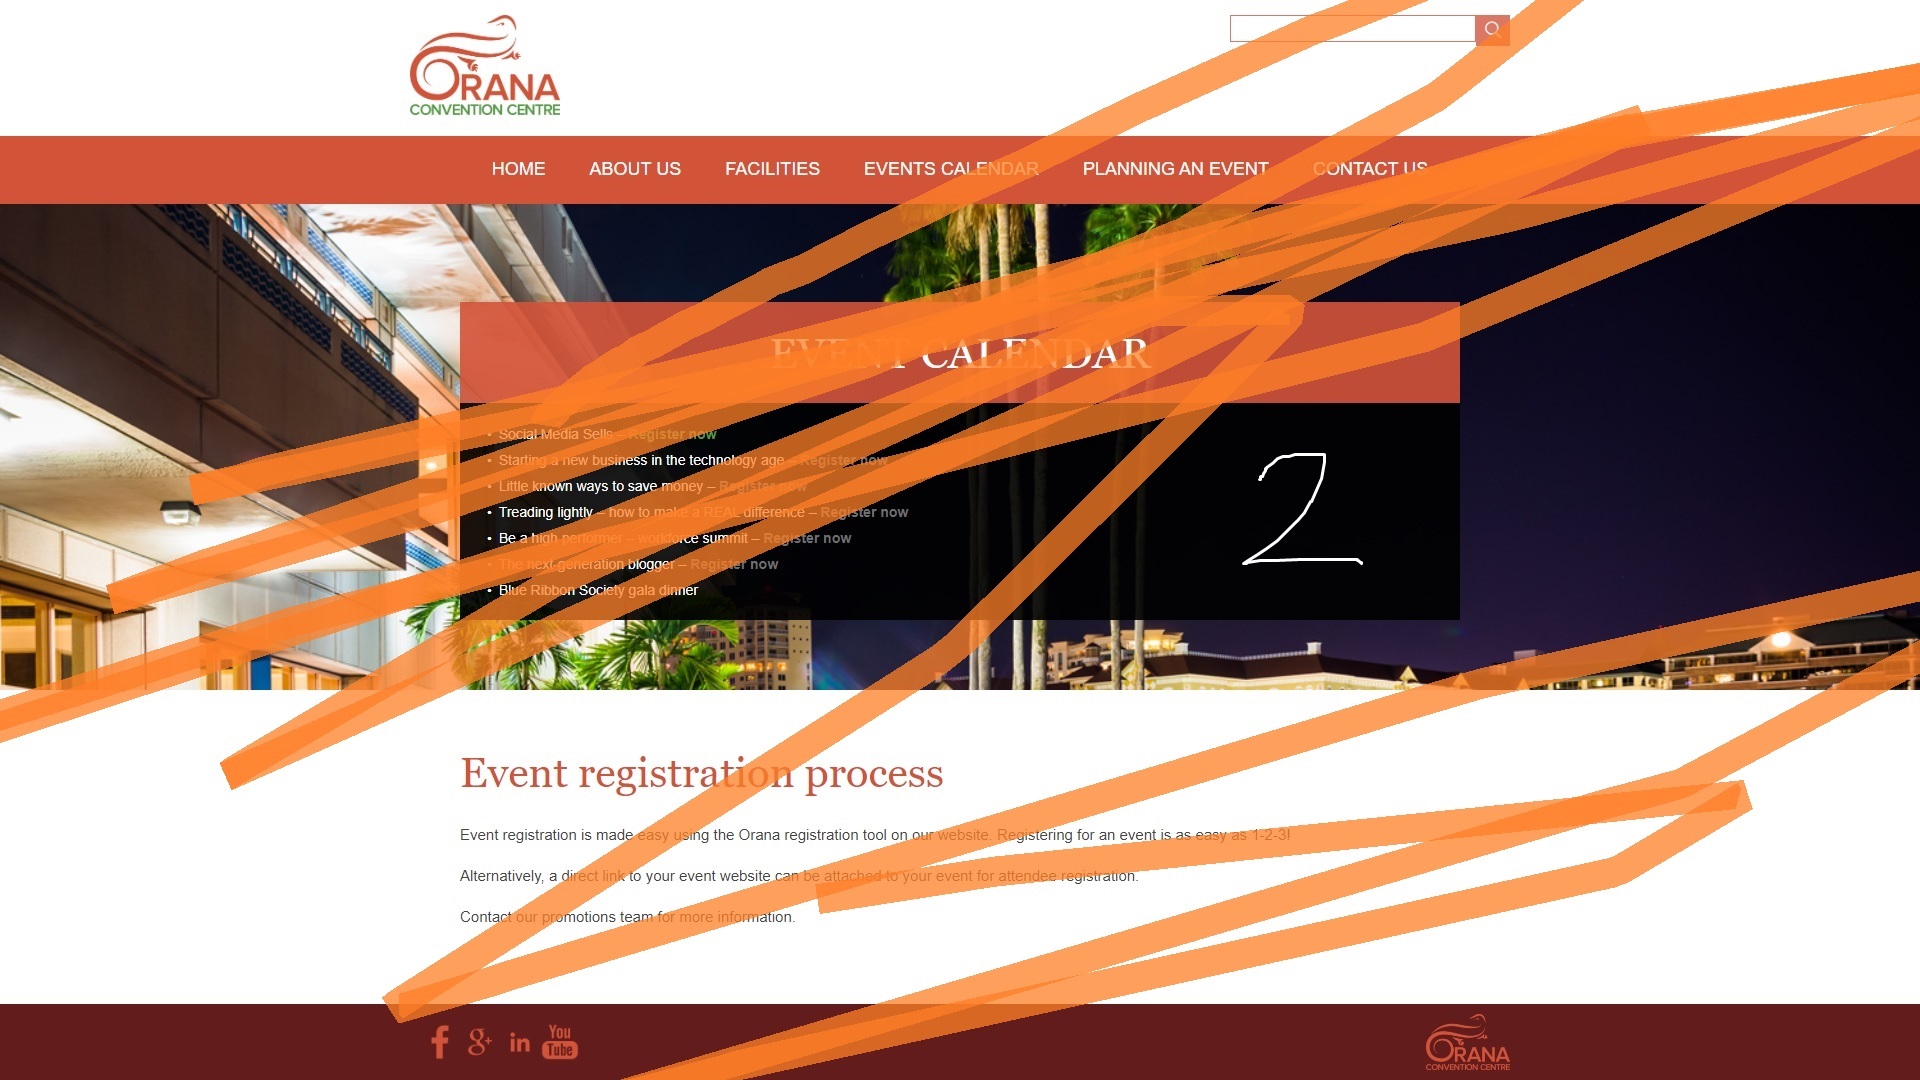 ORANA
CONVENTION CENTRE
HOME ABOUT US FACILITIES EVENTS CALENDAR PLANNING AN EVENT CONTACT US
EVENT CALENDAR
• Social Media Sells – Register now
• Starting a new business in the technology age – Register now
• Little known ways to save money – Register now
• Treading lightly – how to make a REAL difference – Register now
• Be a high performer – workforce summit – Register now
• The next generation blogger – Register now
• Blue Ribbon Society gala dinner
2
Event registration process
Event registration is made easy using the Orana registration tool on our website. Registering for an event is as easy as 1-2-3!
Alternatively, a direct link to your event website can be attached to your event for attendee registration.
Contact our promotions team for more information.
f g+ in You Tube
ORANA
CONVENTION CENTRE